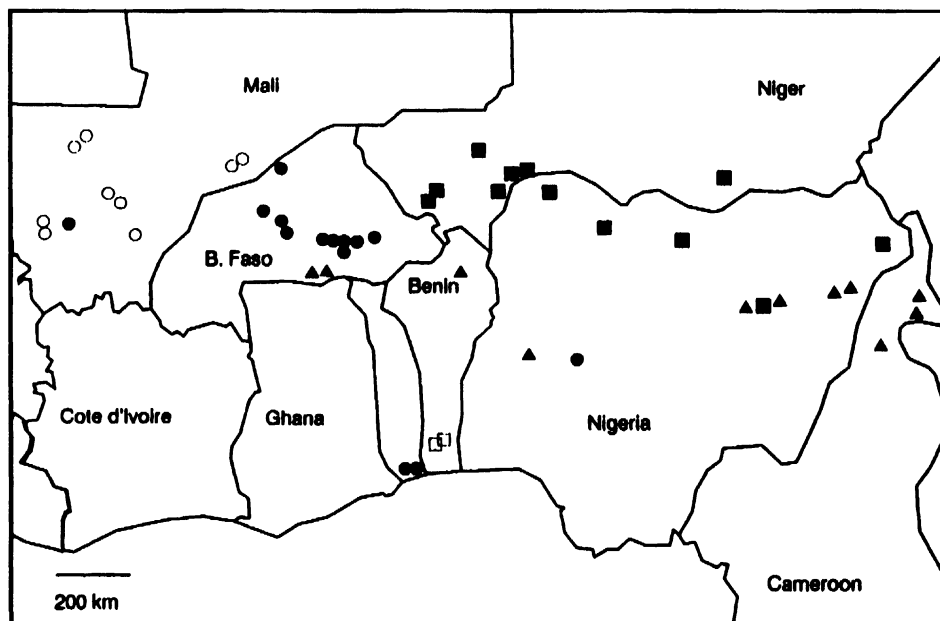 Mali
Niger
B. Faso
Benin
Cote d'Ivoire
Ghana
Nigeria
Cameroon
200 km